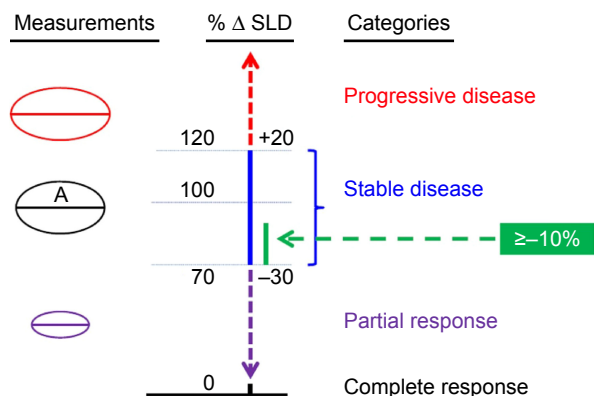 Measurements % Δ SLD Categories
Progressive disease
120 +20
A
100
Stable disease
≥–10%
70 –30
Partial response
0
Complete response